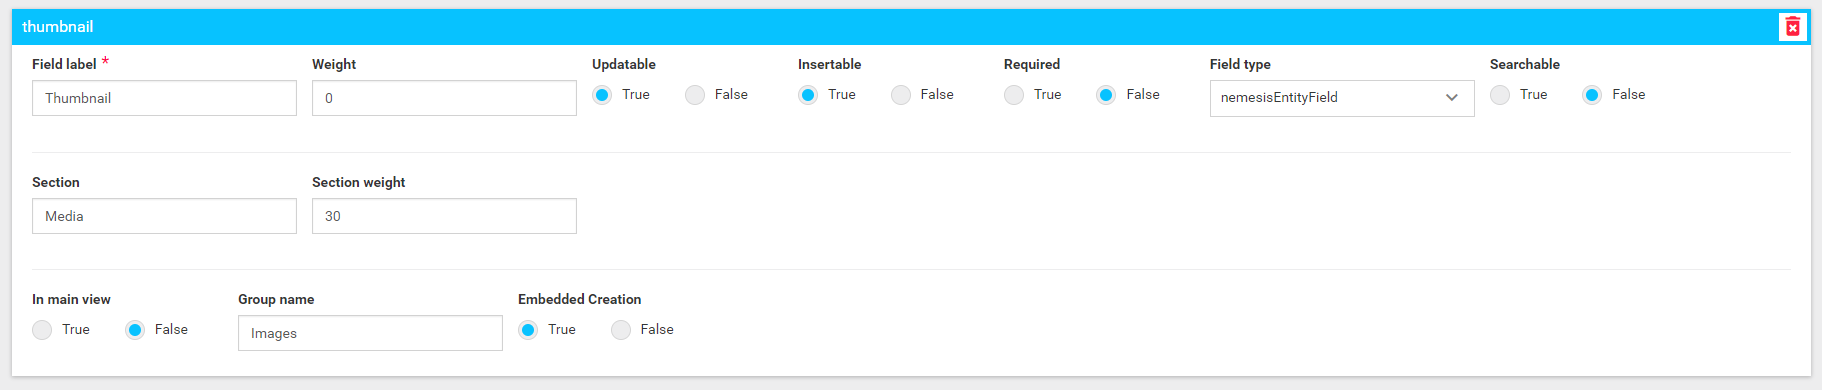 thumbnail
Field label * Weight Updatable Insertable Required Field type Searchable
Thumbnail 0 True False True False True False nemesisEntityField True False
Section Section weight
Media 30
In main view Group name Embedded Creation
True False Images True False